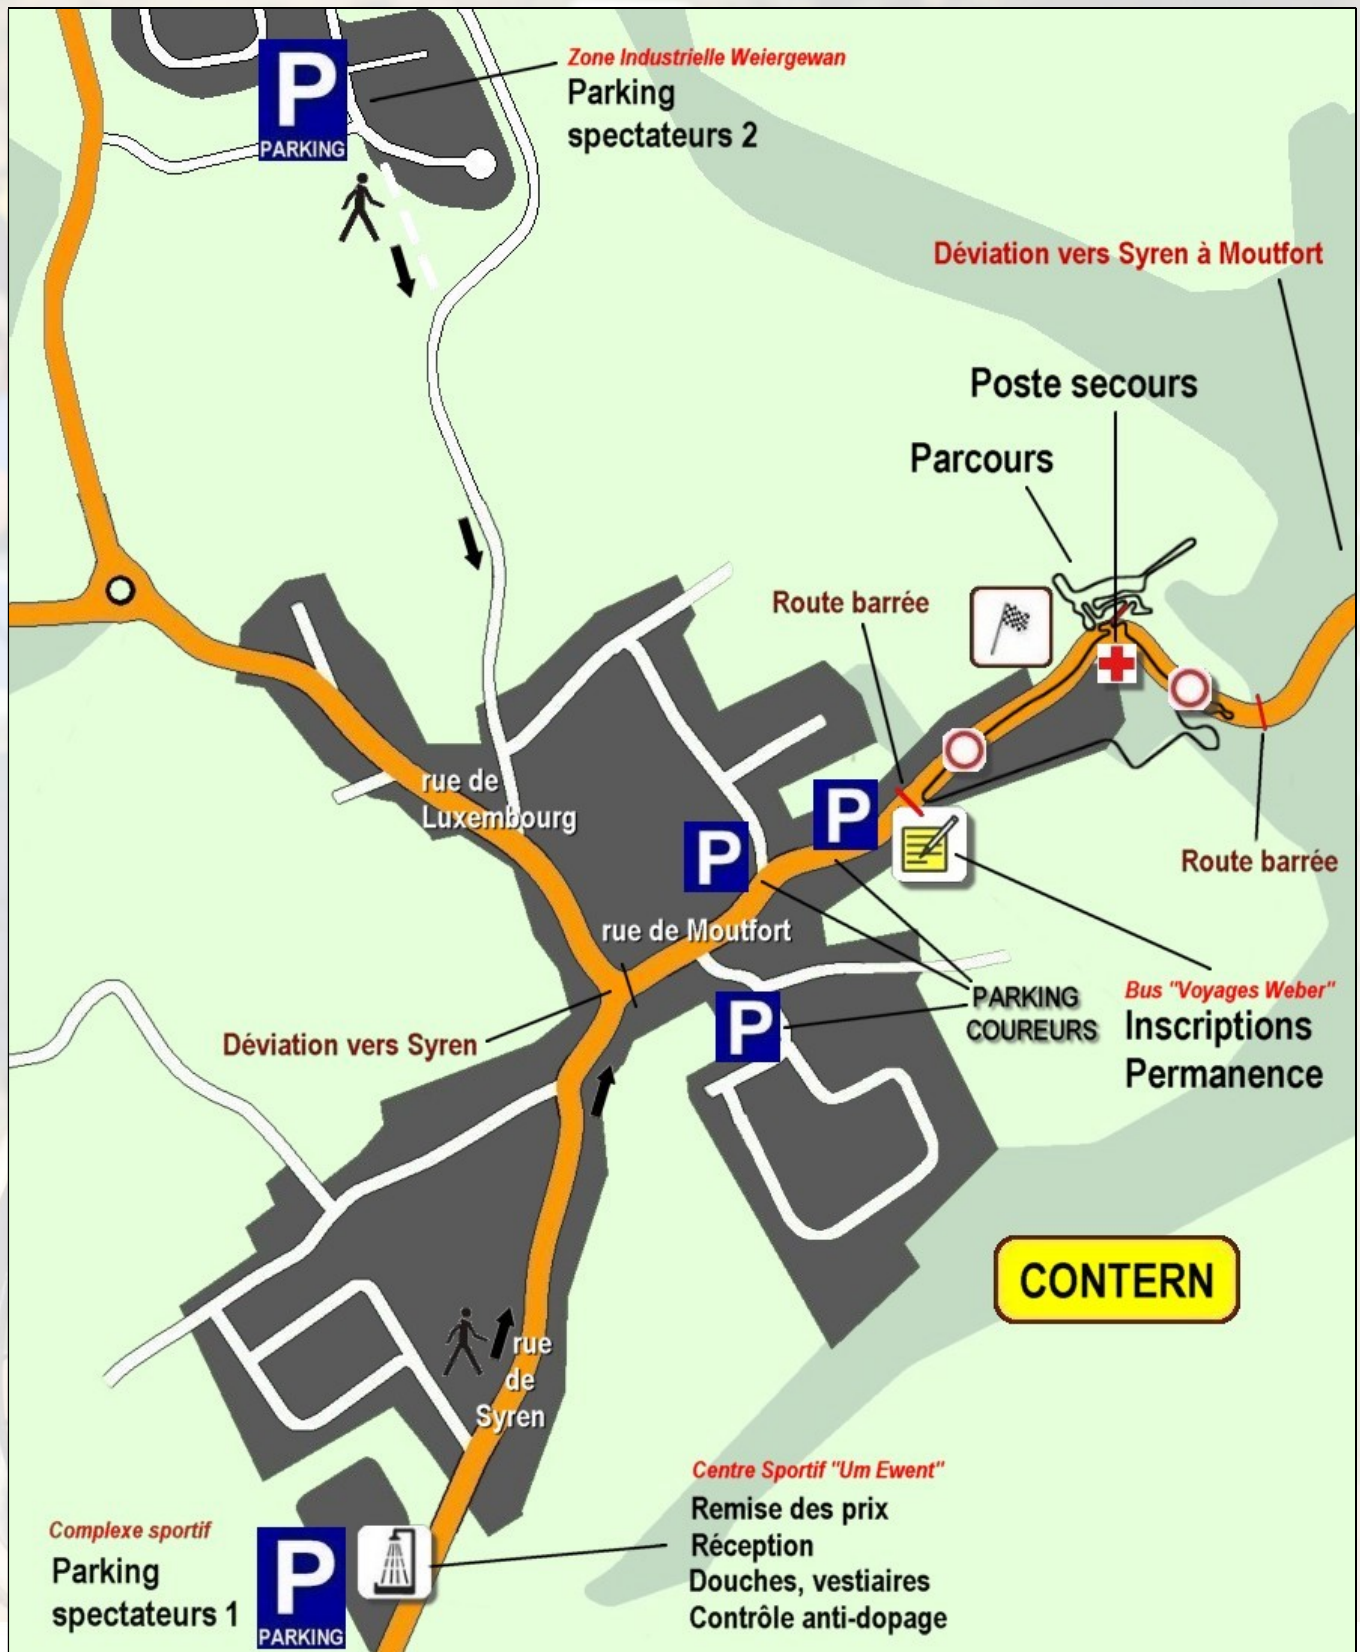 P
PARKING
Zone Industrielle Weiergewan
Parking
spectateurs 2
Déviation vers Syren à Moutfort
Poste secours
Parcours
Route barrée
rue de
Luxembourg
P
P
Route barrée
rue de Moutfort
PARKING
COUREURS
P
Bus "Voyages Weber"
Inscriptions
Permanence
Déviation vers Syren
CONTERN
rue
de
Syren
Complexe sportif
Parking
spectateurs 1
P
PARKING
Centre Sportif "Um Ewent"
Remise des prix
Réception
Douches, vestiaires
Contrôle anti-dopage